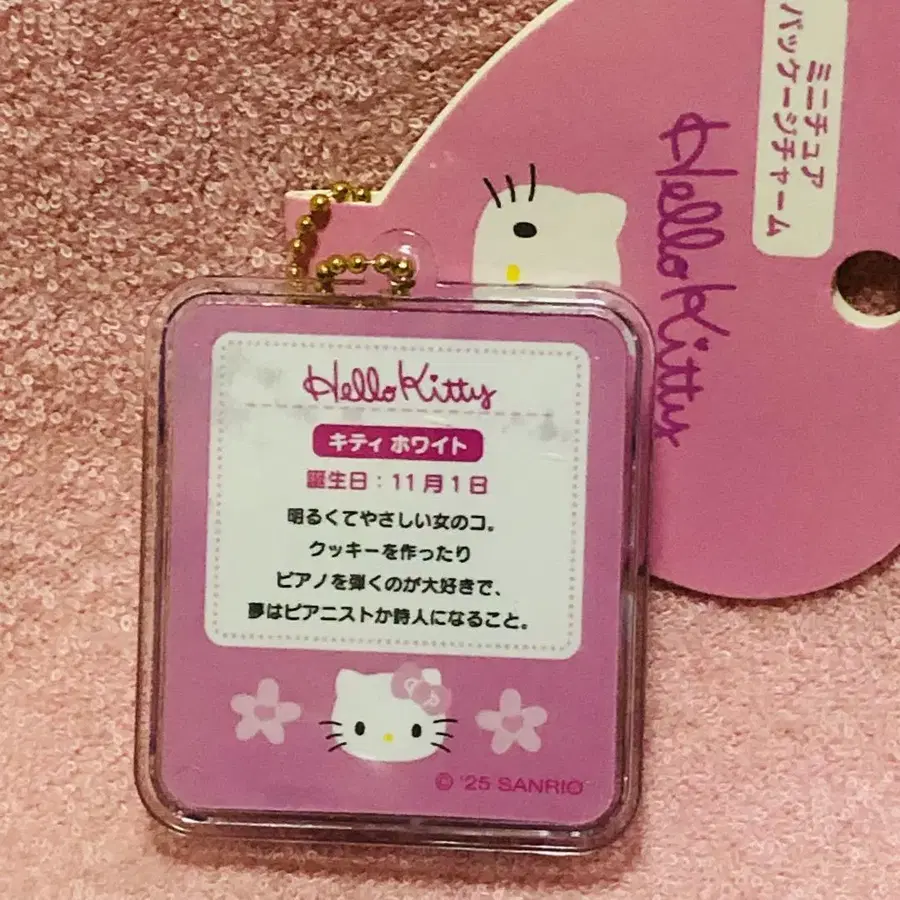 Hello Kitty
キティ ホワイト
誕生日：11月1日
明るくてやさしい女のコ。
クッキーを作ったり
ピアノを弾くのが大好きで、
夢はピアニストか詩人になること。
© '25 SANRIO
Hello Kitty
ミニチュア
パッケージチャーム